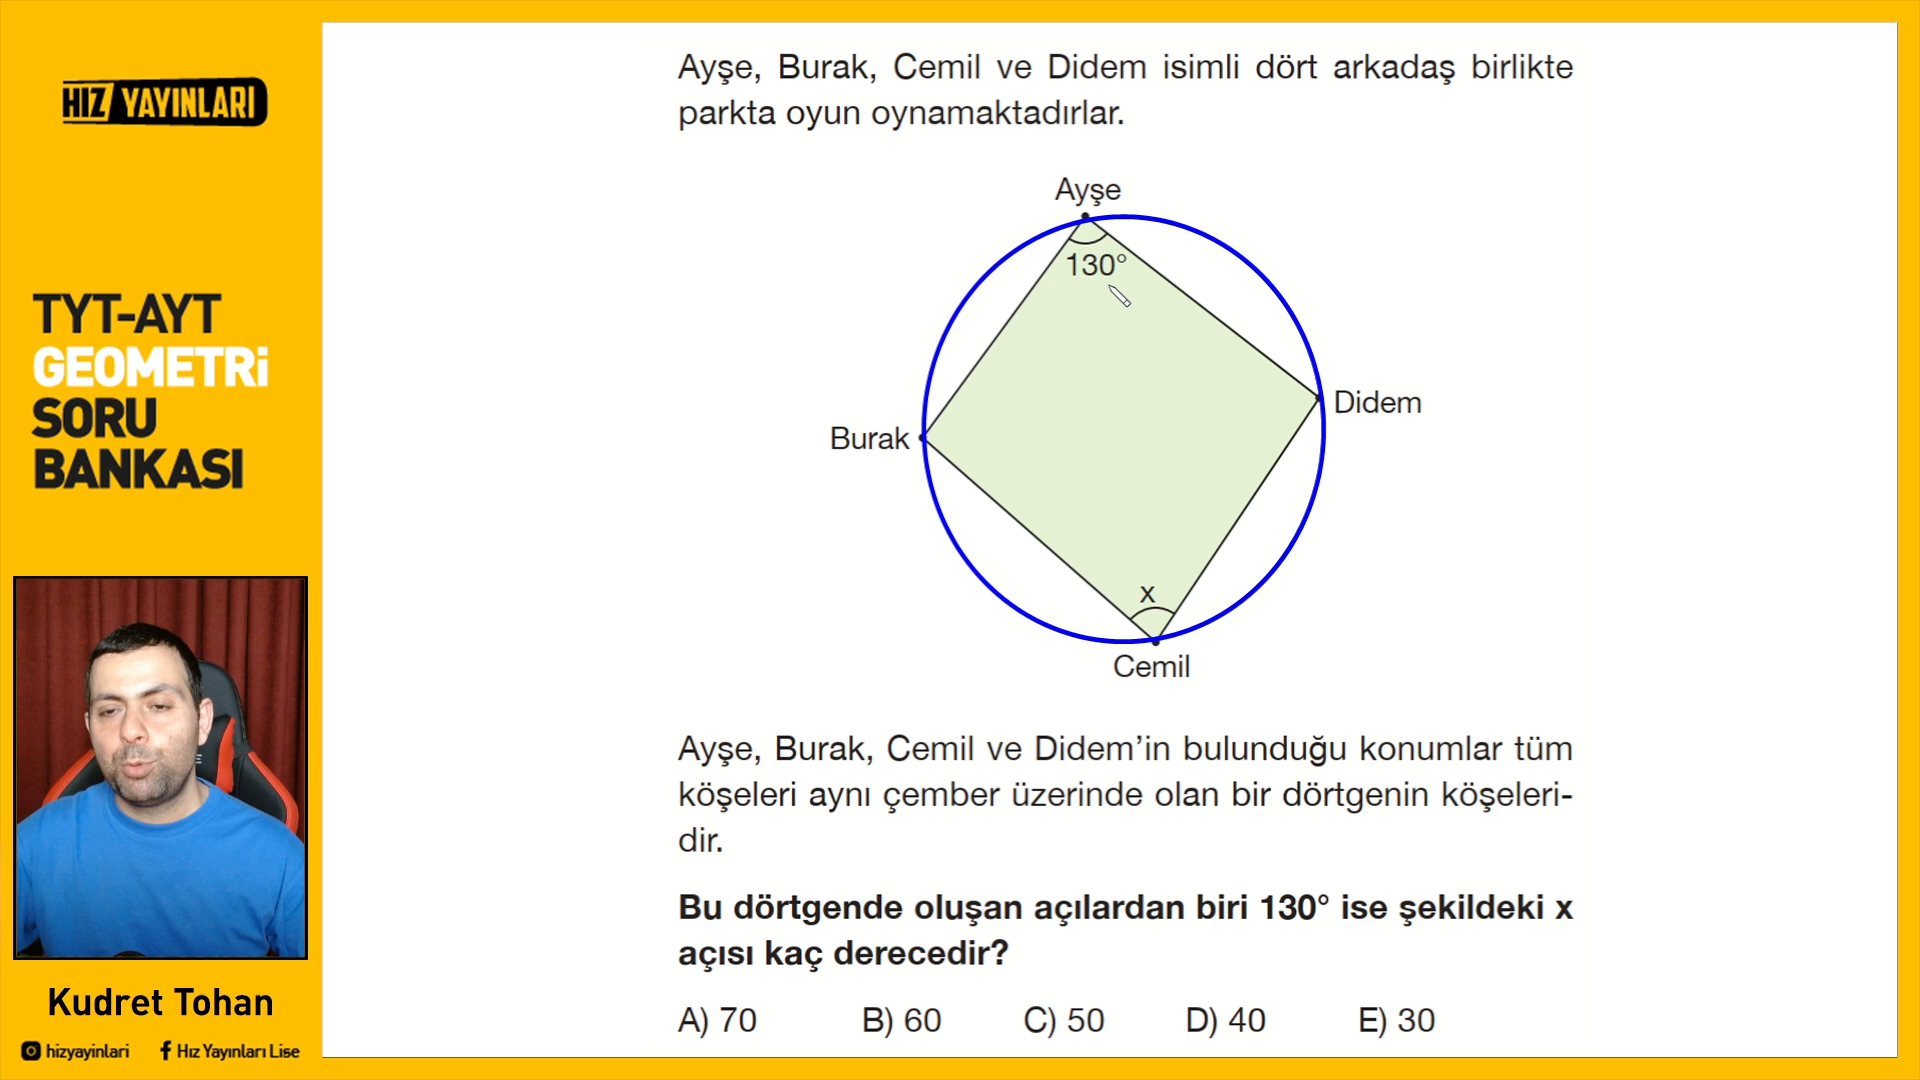 HIZ YAYINLARI
TYT-AYT
GEOMETRİ
SORU
BANKASI
Kudret Tohan
hizyayinlari
Hız Yayınları Lise
Ayşe, Burak, Cemil ve Didem isimli dört arkadaş birlikte
parkta oyun oynamaktadırlar.
Ayşe
130°
Didem
Burak
x
Cemil
Ayşe, Burak, Cemil ve Didem’in bulunduğu konumlar tüm
köşeleri aynı çember üzerinde olan bir dörtgenin köşeleri-
dir.
Bu dörtgende oluşan açılardan biri 130° ise şekildeki x
açısı kaç derecedir?
A) 70 B) 60 C) 50 D) 40 E) 30